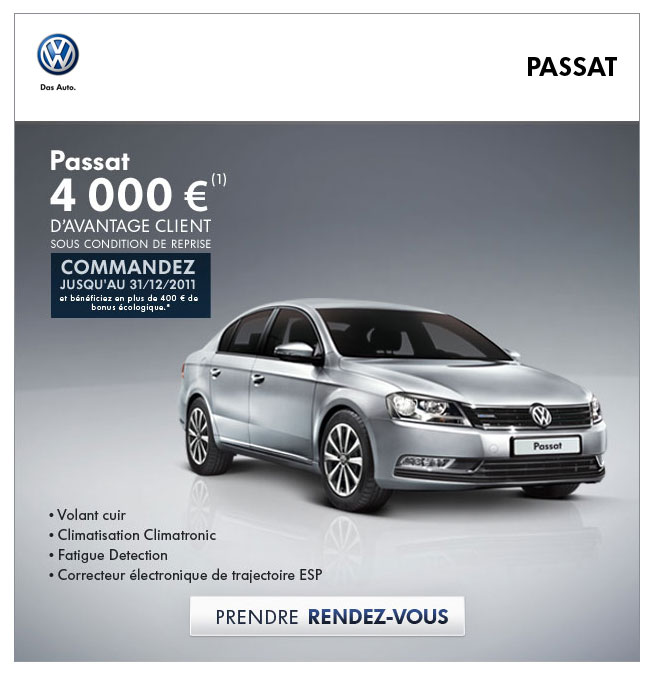 Das Auto.
PASSAT
Passat
4 000 € (1)
D'AVANTAGE CLIENT
SOUS CONDITION DE REPRISE
COMMANDEZ
JUSQU'AU 31/12/2011
et bénéficiez en plus de 400 € de
bonus écologique.*
Passat
• Volant cuir
• Climatisation Climatronic
• Fatigue Detection
• Correcteur électronique de trajectoire ESP
PRENDRE RENDEZ-VOUS